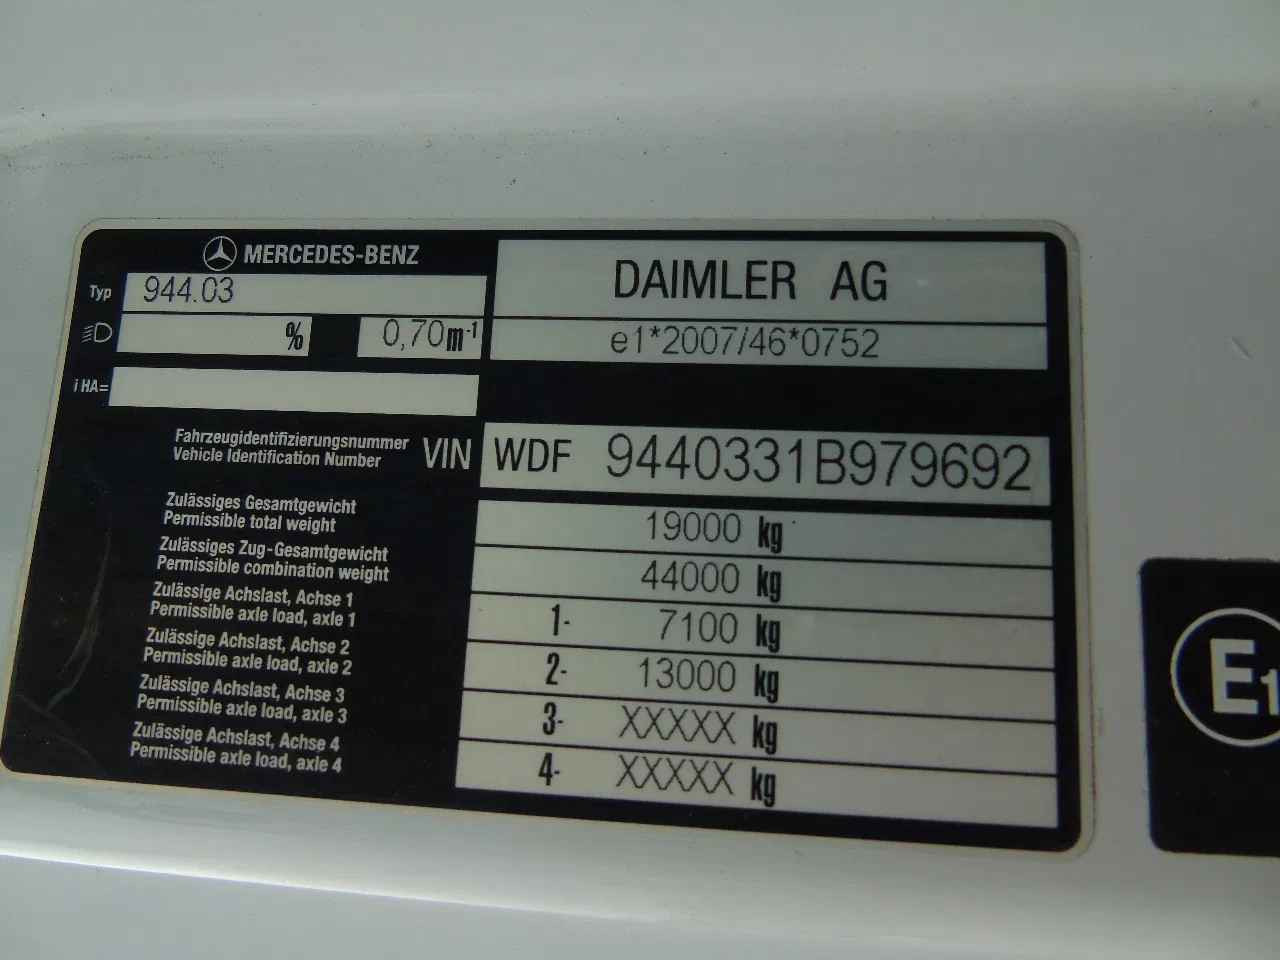 MERCEDES-BENZ
DAIMLER AG
Typ 944.03
% 0,70m-1
e1*2007/46*0752
i HA=
Fahrzeugidentifizierungsnummer
Vehicle Identification Number
VIN WDF 9440331B979692
Zulässiges Gesamtgewicht
Permissible total weight
19000 kg
Zulässiges Zug-Gesamtgewicht
Permissible combination weight
44000 kg
Zulässige Achslast, Achse 1
Permissible axle load, axle 1
1- 7100 kg
Zulässige Achslast, Achse 2
Permissible axle load, axle 2
2- 13000 kg
Zulässige Achslast, Achse 3
Permissible axle load, axle 3
3- XXXXX kg
Zulässige Achslast, Achse 4
Permissible axle load, axle 4
4- XXXXX kg
E1